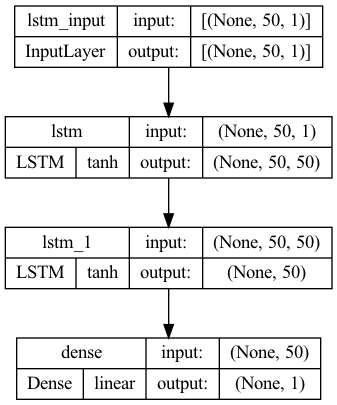 lstm_input input: [(None, 50, 1)]
InputLayer output: [(None, 50, 1)]
lstm input: (None, 50, 1)
LSTM tanh output: (None, 50, 50)
lstm_1 input: (None, 50, 50)
LSTM tanh output: (None, 50)
dense input: (None, 50)
Dense linear output: (None, 1)